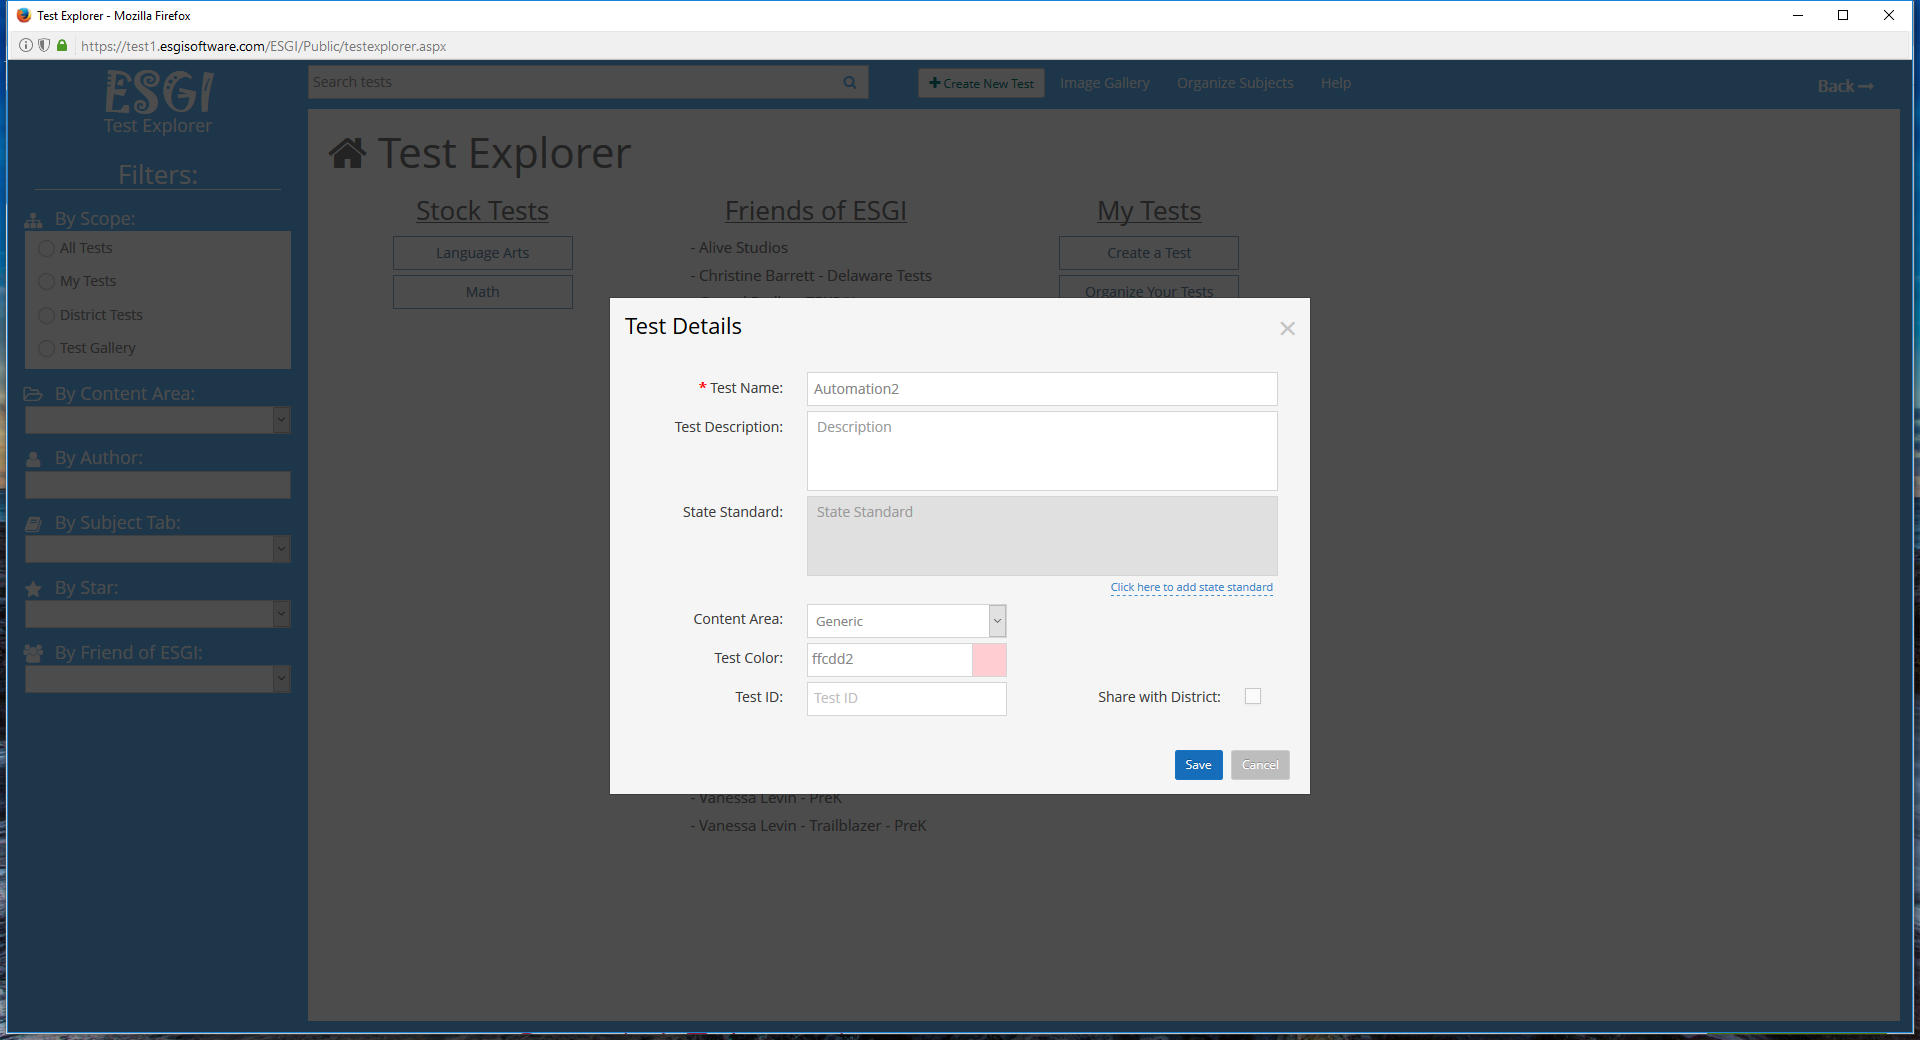 Test Explorer - Mozilla Firefox
https://test1.esgisoftware.com/ESGI/Public/testexplorer.aspx
ESGI
Test Explorer
Search tests
Create New Test
Image Gallery
Organize Subjects
Help
Back
Filters:
By Scope:
All Tests
My Tests
District Tests
Test Gallery
By Content Area:
By Author:
By Subject Tab:
By Star:
By Friend of ESGI:
Test Explorer
Stock Tests
Language Arts
Math
Friends of ESGI
- Alive Studios
- Christine Barrett - Delaware Tests
My Tests
Create a Test
Organize Your Tests
Test Details
* Test Name:
Automation2
Test Description:
Description
State Standard:
State Standard
Click here to add state standard
Content Area:
Generic
Test Color:
ffcdd2
Test ID:
Test ID
Share with District:
Save
Cancel
- Vanessa Levin - PreK
- Vanessa Levin - Trailblazer - PreK